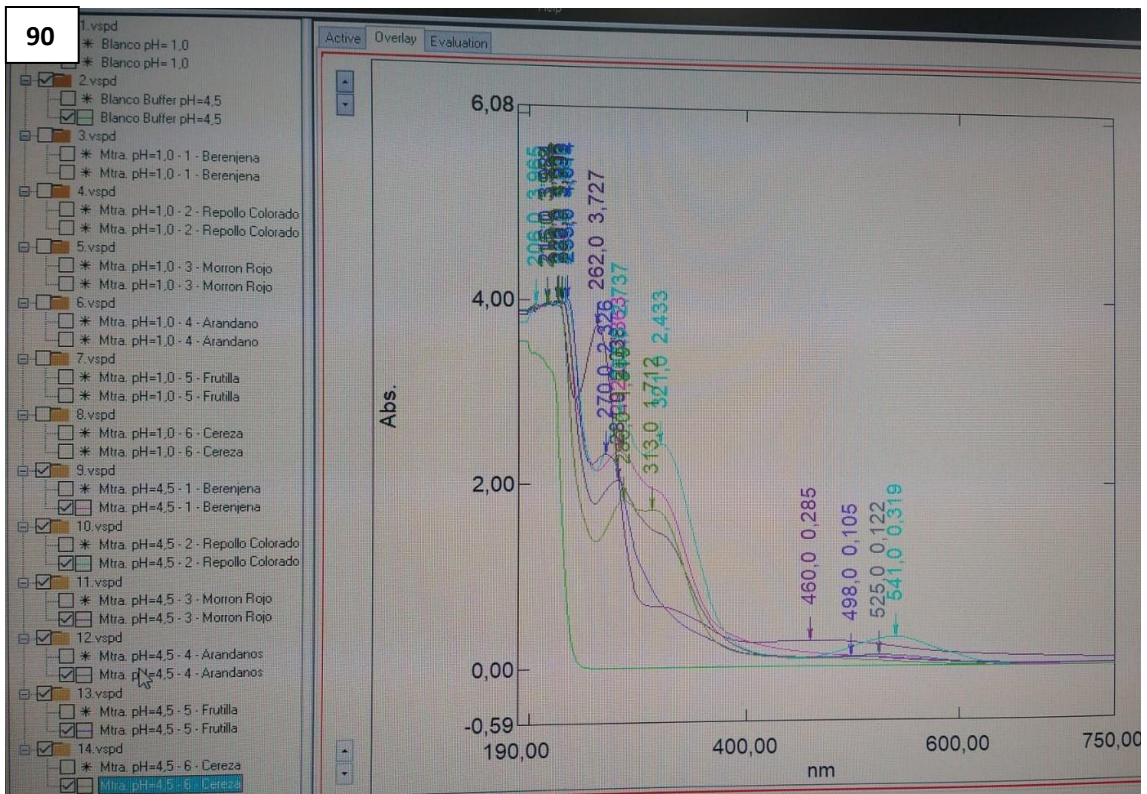 90
1.vspd
Blanco pH= 1,0
Blanco pH= 1,0
2.vspd
Blanco Buffer pH=4,5
Blanco Buffer pH=4,5
3.vspd
Mtra. pH=1,0 - 1 - Berenjena
Mtra. pH=1,0 - 1 - Berenjena
4.vspd
Mtra. pH=1,0 - 2 - Repollo Colorado
Mtra. pH=1,0 - 2 - Repollo Colorado
5.vspd
Mtra. pH=1,0 - 3 - Morron Rojo
Mtra. pH=1,0 - 3 - Morron Rojo
6.vspd
Mtra. pH=1,0 - 4 - Arandano
Mtra. pH=1,0 - 4 - Arandano
7.vspd
Mtra. pH=1,0 - 5 - Frutilla
Mtra. pH=1,0 - 5 - Frutilla
8.vspd
Mtra. pH=1,0 - 6 - Cereza
Mtra. pH=1,0 - 6 - Cereza
9.vspd
Mtra. pH=4,5 - 1 - Berenjena
Mtra. pH=4,5 - 1 - Berenjena
10.vspd
Mtra. pH=4,5 - 2 - Repollo Colorado
Mtra. pH=4,5 - 2 - Repollo Colorado
11.vspd
Mtra. pH=4,5 - 3 - Morron Rojo
Mtra. pH=4,5 - 3 - Morron Rojo
12.vspd
Mtra. pH=4,5 - 4 - Arandanos
Mtra. pH=4,5 - 4 - Arandanos
13.vspd
Mtra. pH=4,5 - 5 - Frutilla
Mtra. pH=4,5 - 5 - Frutilla
14.vspd
Mtra. pH=4,5 - 6 - Cereza
Mtra. pH=4,5 - 6 - Cereza
Help
Active Overlay Evaluation
6,08
4,00
2,00
0,00
-0,59
Abs.
206,0 3,965
262,0 3,727
270,0 2,326
313,0 1,712
321,0 2,433
460,0 0,285
498,0 0,105
525,0 0,122
541,0 0,319
190,00 400,00 600,00 750,00
nm